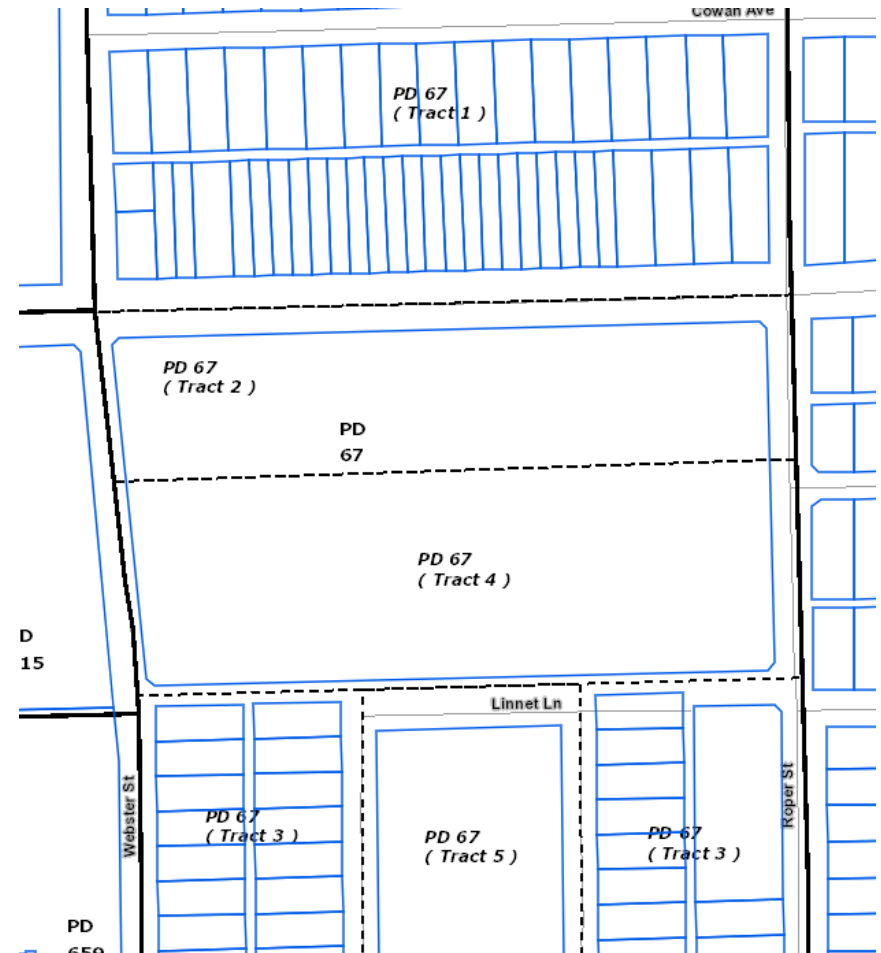 Cowan Ave
PD 67
( Tract 1 )
PD 67
( Tract 2 )
PD
67
PD 67
( Tract 4 )
D
15
Linnet Ln
Webster St
PD 67
( Tract 3 )
PD 67
( Tract 5 )
PD 67
( Tract 3 )
Roper St
PD
659